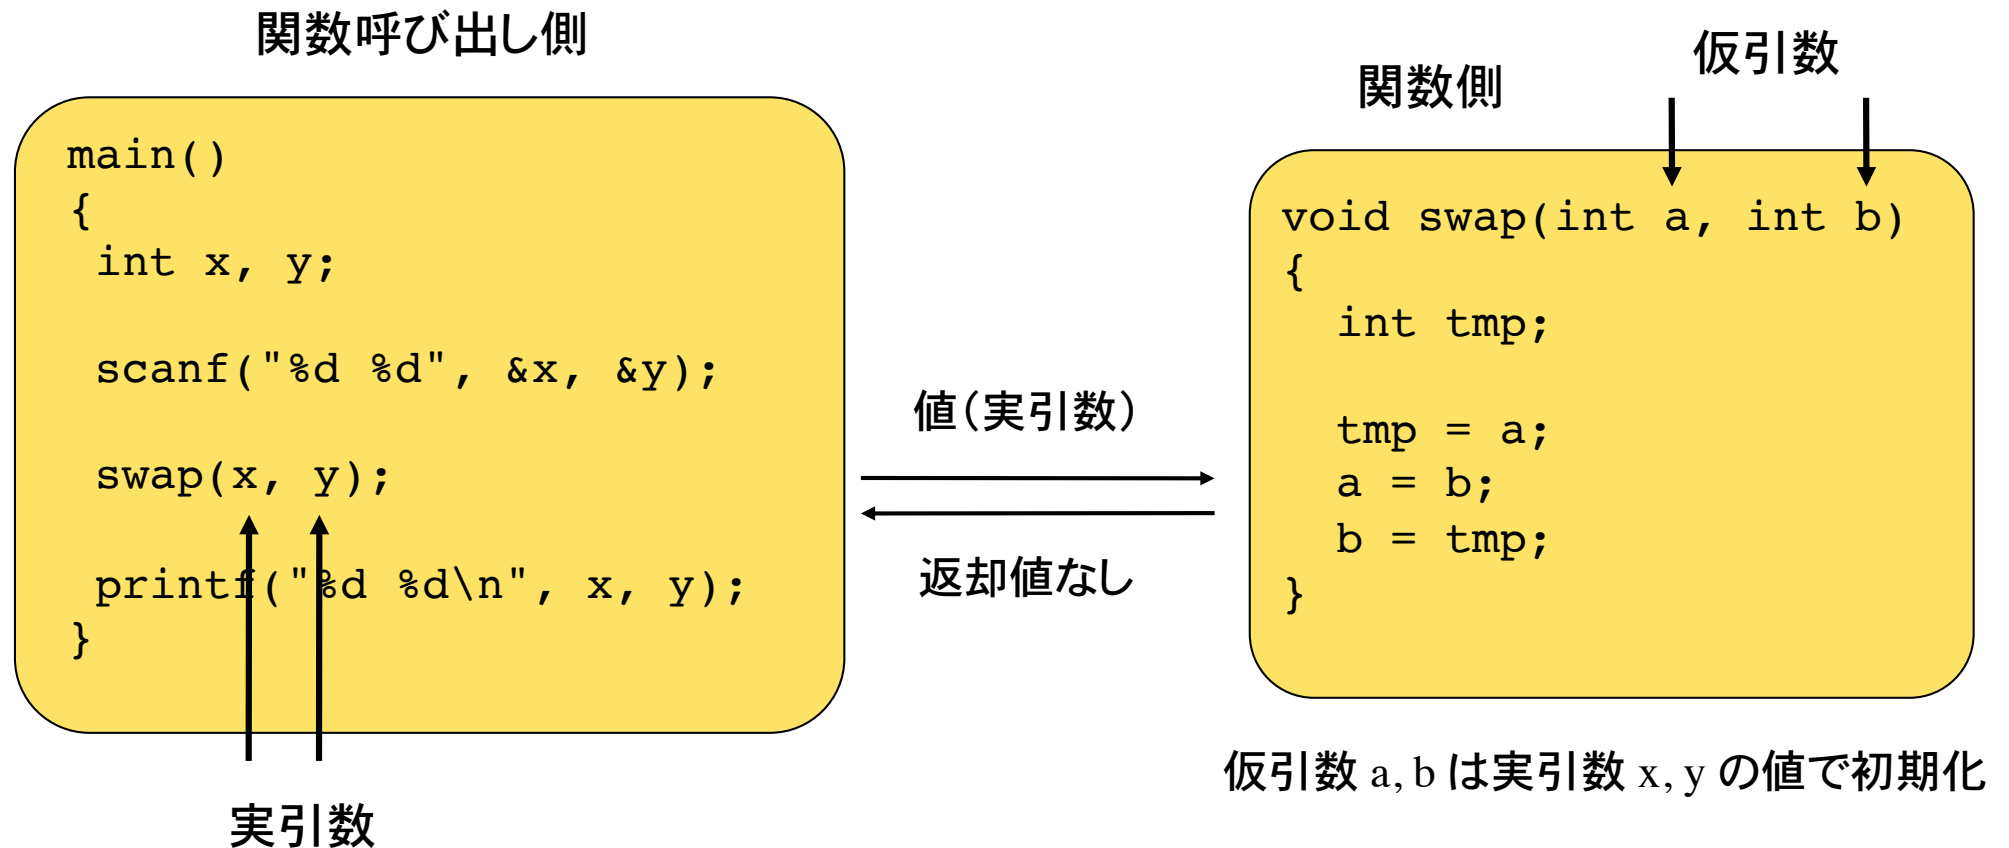 関数呼び出し側
main()
{
int x, y;
scanf("%d %d", &x, &y);
swap(x, y);
printf("%d %d\n", x, y);
}
実引数
値(実引数)
返却値なし
関数側
仮引数
void swap(int a, int b)
{
int tmp;
tmp = a;
a = b;
b = tmp;
}
仮引数 a, b は実引数 x, y の値で初期化